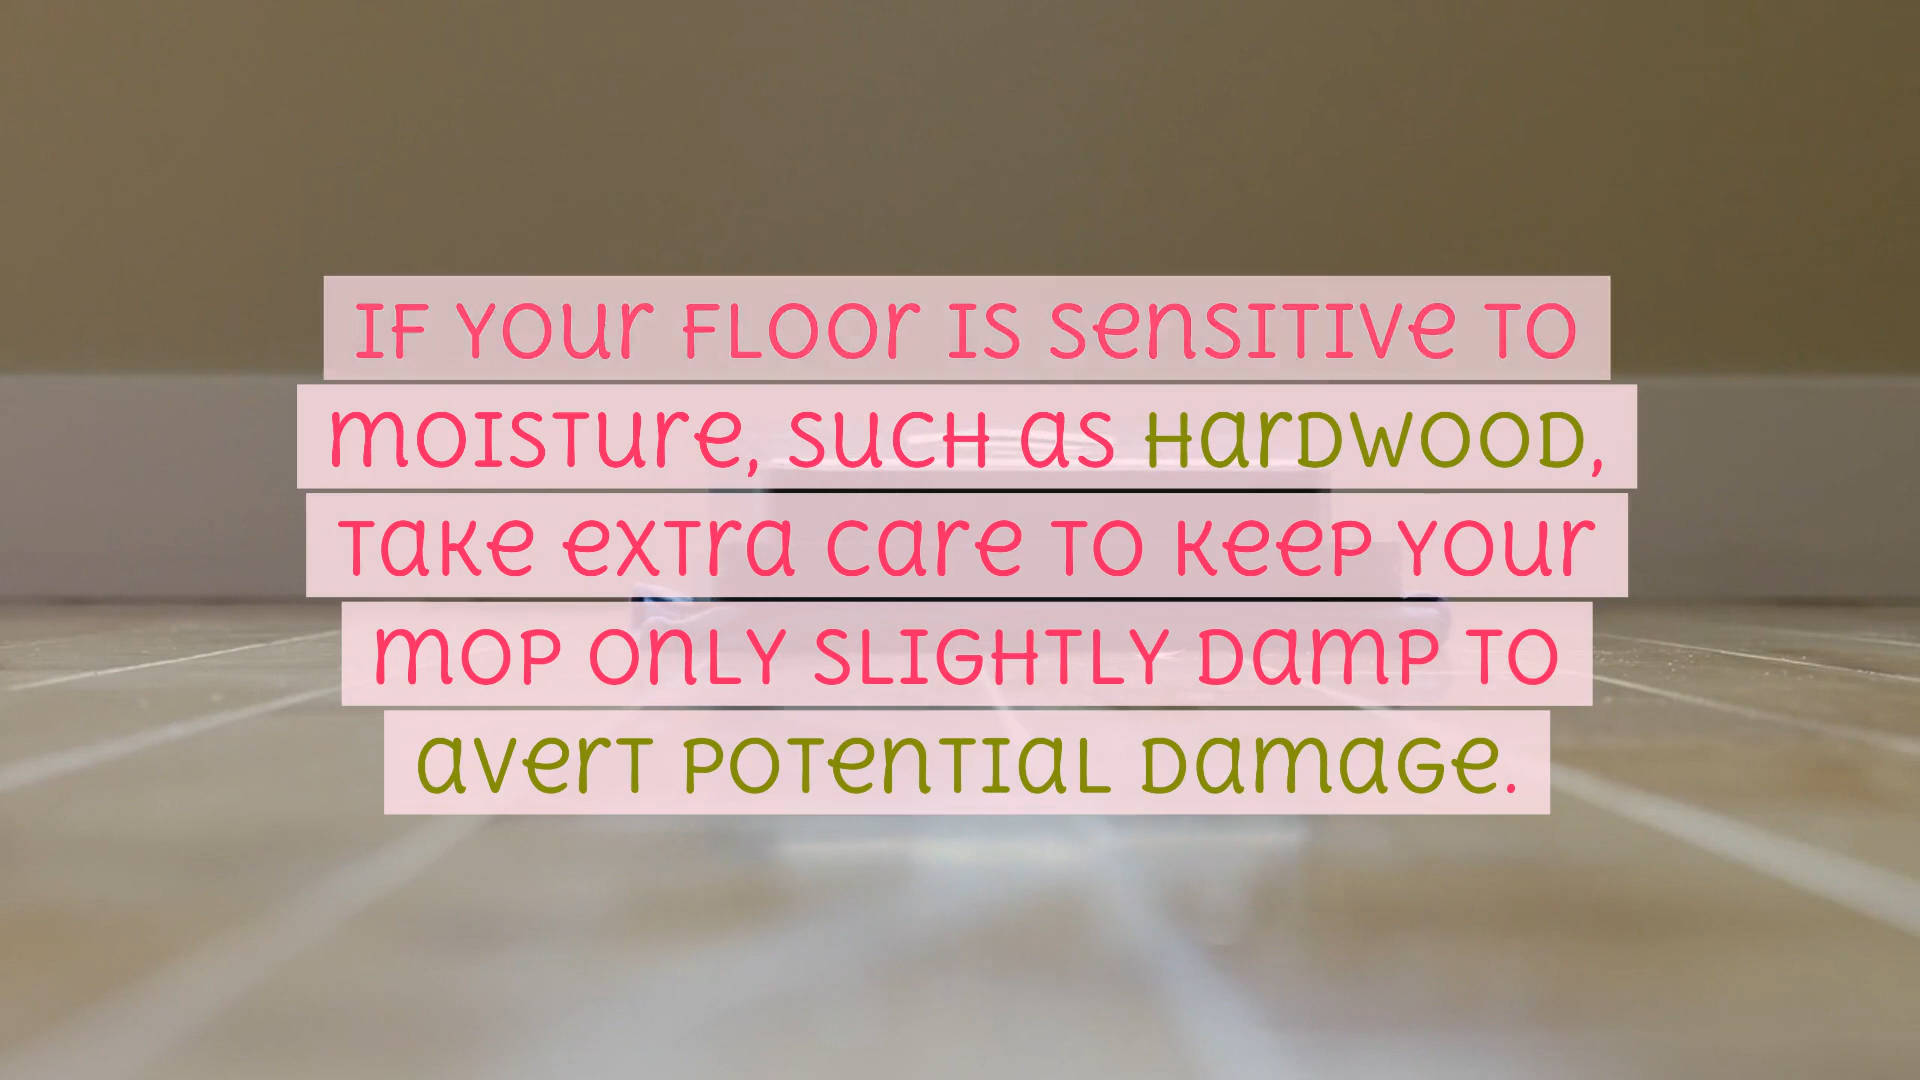 If your floor is sensitive to
moisture, such as hardwood,
take extra care to keep your
mop only slightly damp to
avert potential damage.